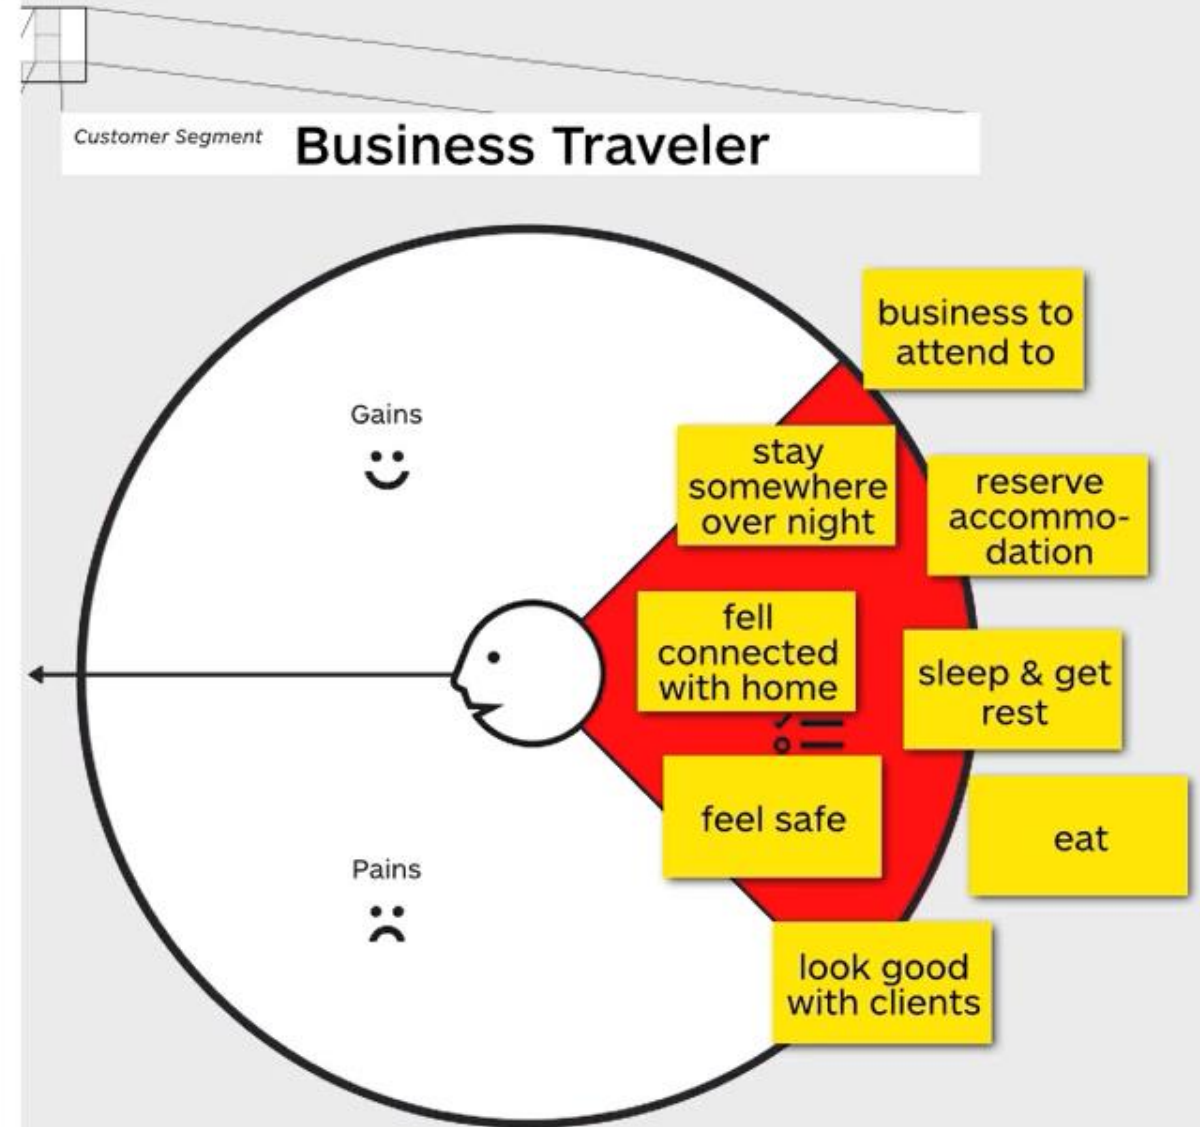 Customer Segment
Business Traveler
business to
attend to
Gains
stay
somewhere
over night
reserve
accommo-
dation
fell
connected
with home
sleep & get
rest
feel safe
eat
Pains
look good
with clients